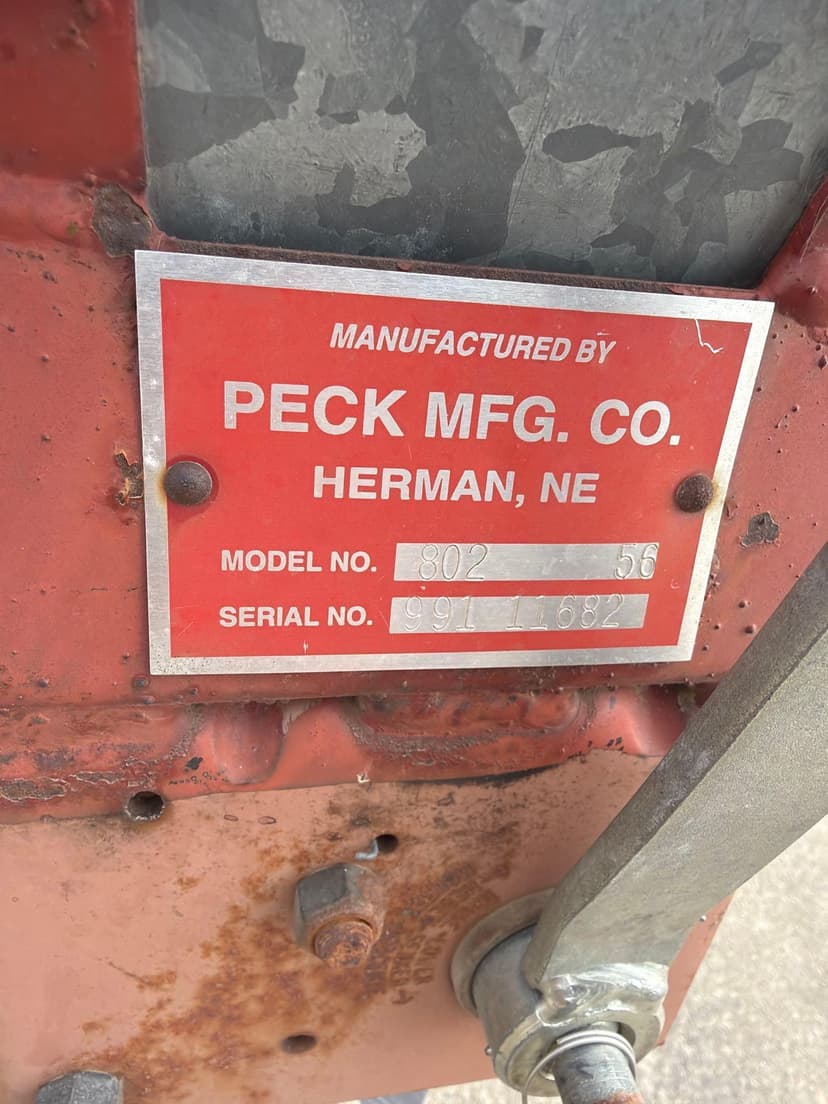 MANUFACTURED BY
PECK MFG. CO.
HERMAN, NE
MODEL NO. 802 56
SERIAL NO. 991 11682